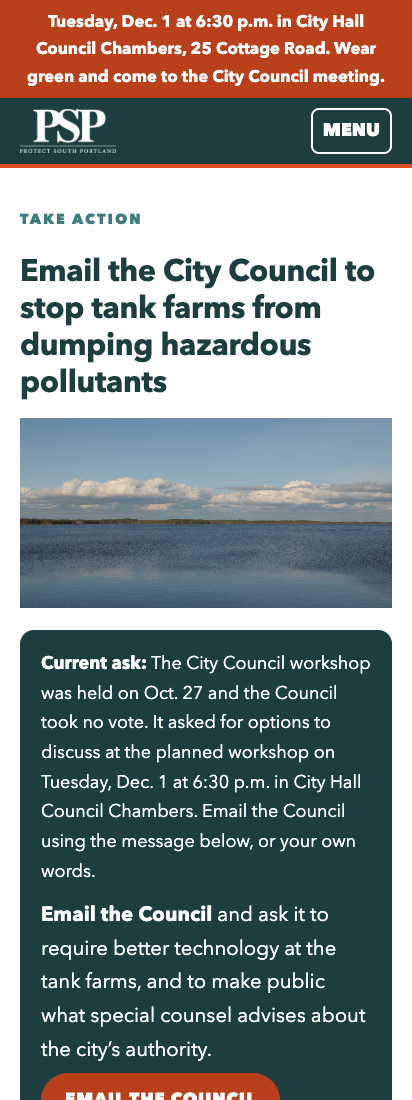 Tuesday, Dec. 1 at 6:30 p.m. in City Hall
Council Chambers, 25 Cottage Road. Wear
green and come to the City Council meeting.
PSP
PROTECT SOUTH PORTLAND
MENU
TAKE ACTION
Email the City Council to
stop tank farms from
dumping hazardous
pollutants
Current ask: The City Council workshop
was held on Oct. 27 and the Council
took no vote. It asked for options to
discuss at the planned workshop on
Tuesday, Dec. 1 at 6:30 p.m. in City Hall
Council Chambers. Email the Council
using the message below, or your own
words.
Email the Council and ask it to
require better technology at the
tank farms, and to make public
what special counsel advises about
the city’s authority.
EMAIL THE COUNCIL